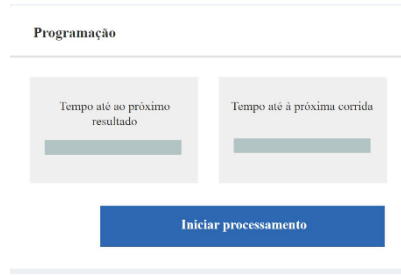 Programação
Tempo até ao próximo
resultado
Tempo até à próxima corrida
Iniciar processamento